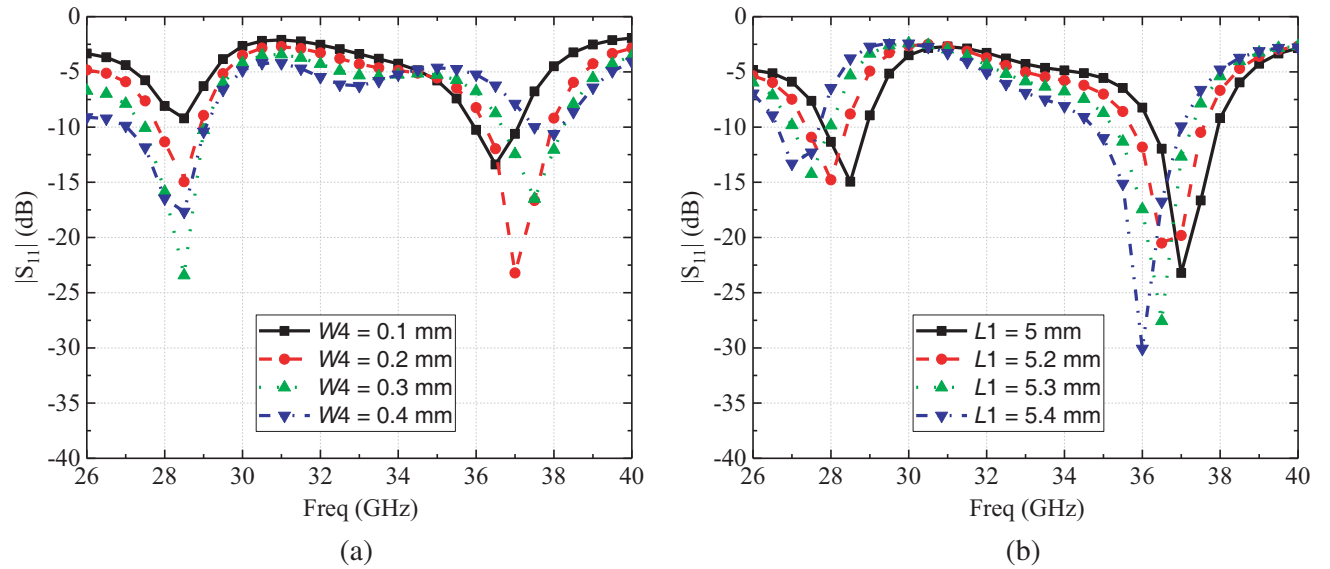 0
-5
-10
-15
-20
-25
-30
-35
-40
|S11| (dB)
W4 = 0.1 mm
W4 = 0.2 mm
W4 = 0.3 mm
W4 = 0.4 mm
26 28 30 32 34 36 38 40
Freq (GHz)
(a)
0
-5
-10
-15
-20
-25
-30
-35
-40
|S11| (dB)
L1 = 5 mm
L1 = 5.2 mm
L1 = 5.3 mm
L1 = 5.4 mm
26 28 30 32 34 36 38 40
Freq (GHz)
(b)